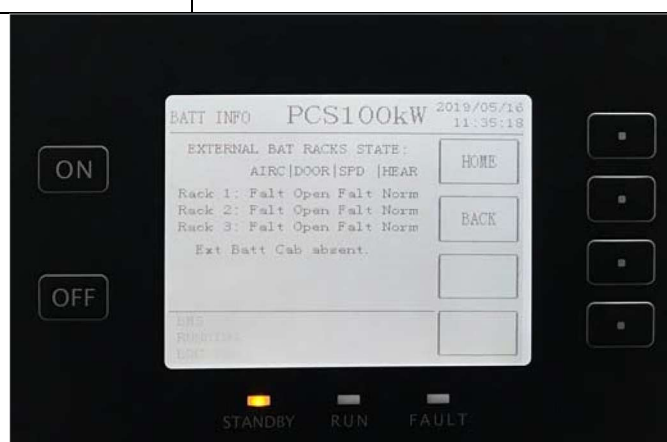 BATT INFO PCS100kW 2019/05/16
11:35:18
EXTERNAL BAT RACKS STATE:
AIRC|DOOR|SPD |HEAR
Rack 1: Falt Open Falt Norm
Rack 2: Falt Open Falt Norm
Rack 3: Falt Open Falt Norm
Ext Batt Cab absent.
HOME
BACK
ON
OFF
STANDBY RUN FAULT